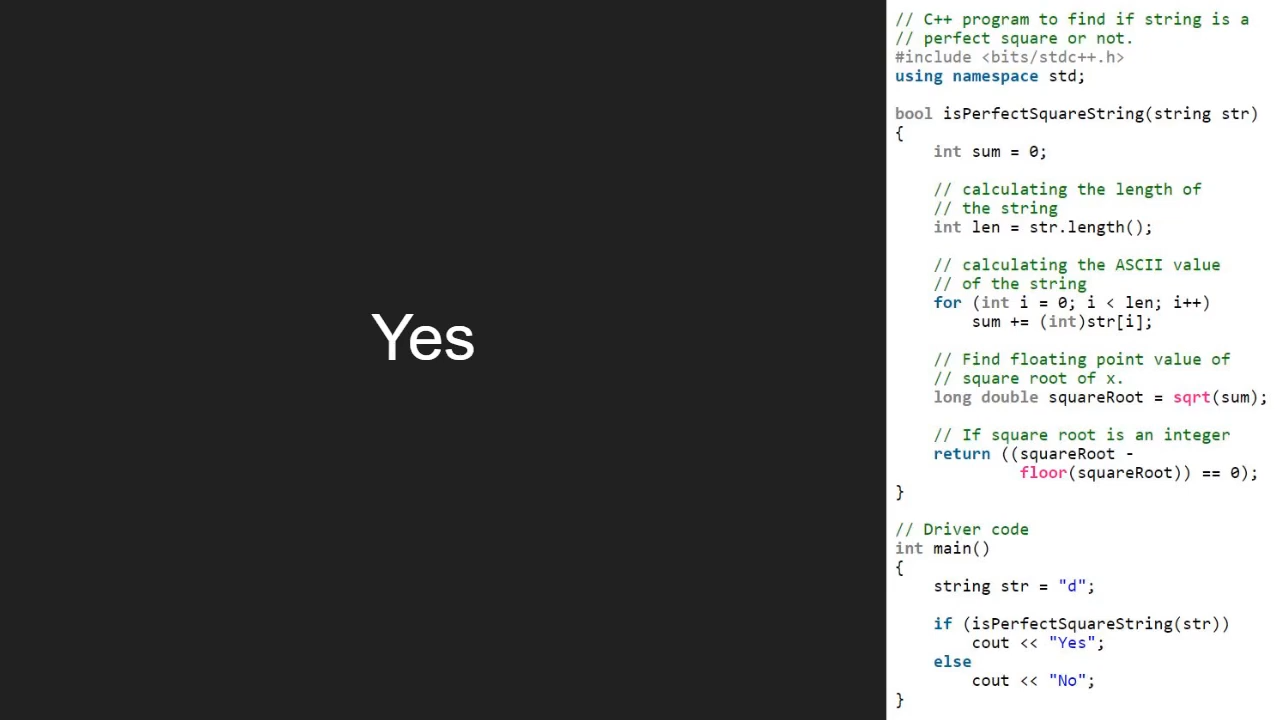 Yes
// C++ program to find if string is a
// perfect square or not.
#include <bits/stdc++.h>
using namespace std;
bool isPerfectSquareString(string str)
{
int sum = 0;
// calculating the length of
// the string
int len = str.length();
// calculating the ASCII value
// of the string
for (int i = 0; i < len; i++)
sum += (int)str[i];
// Find floating point value of
// square root of x.
long double squareRoot = sqrt(sum);
// If square root is an integer
return ((squareRoot -
floor(squareRoot)) == 0);
}
// Driver code
int main()
{
string str = "d";
if (isPerfectSquareString(str))
cout << "Yes";
else
cout << "No";
}